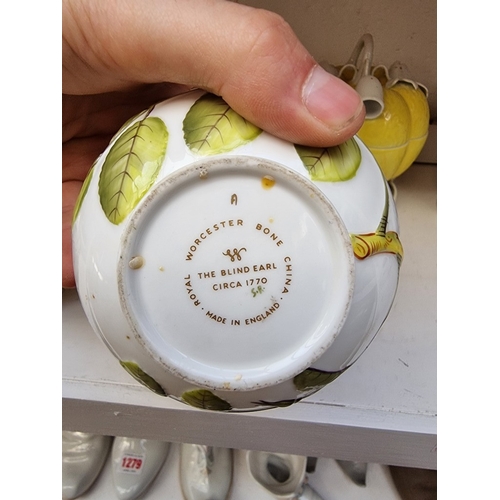 A
ROYAL WORCESTER BONE CHINA
W
THE BLIND EARL
CIRCA 1770
MADE IN ENGLAND
1279